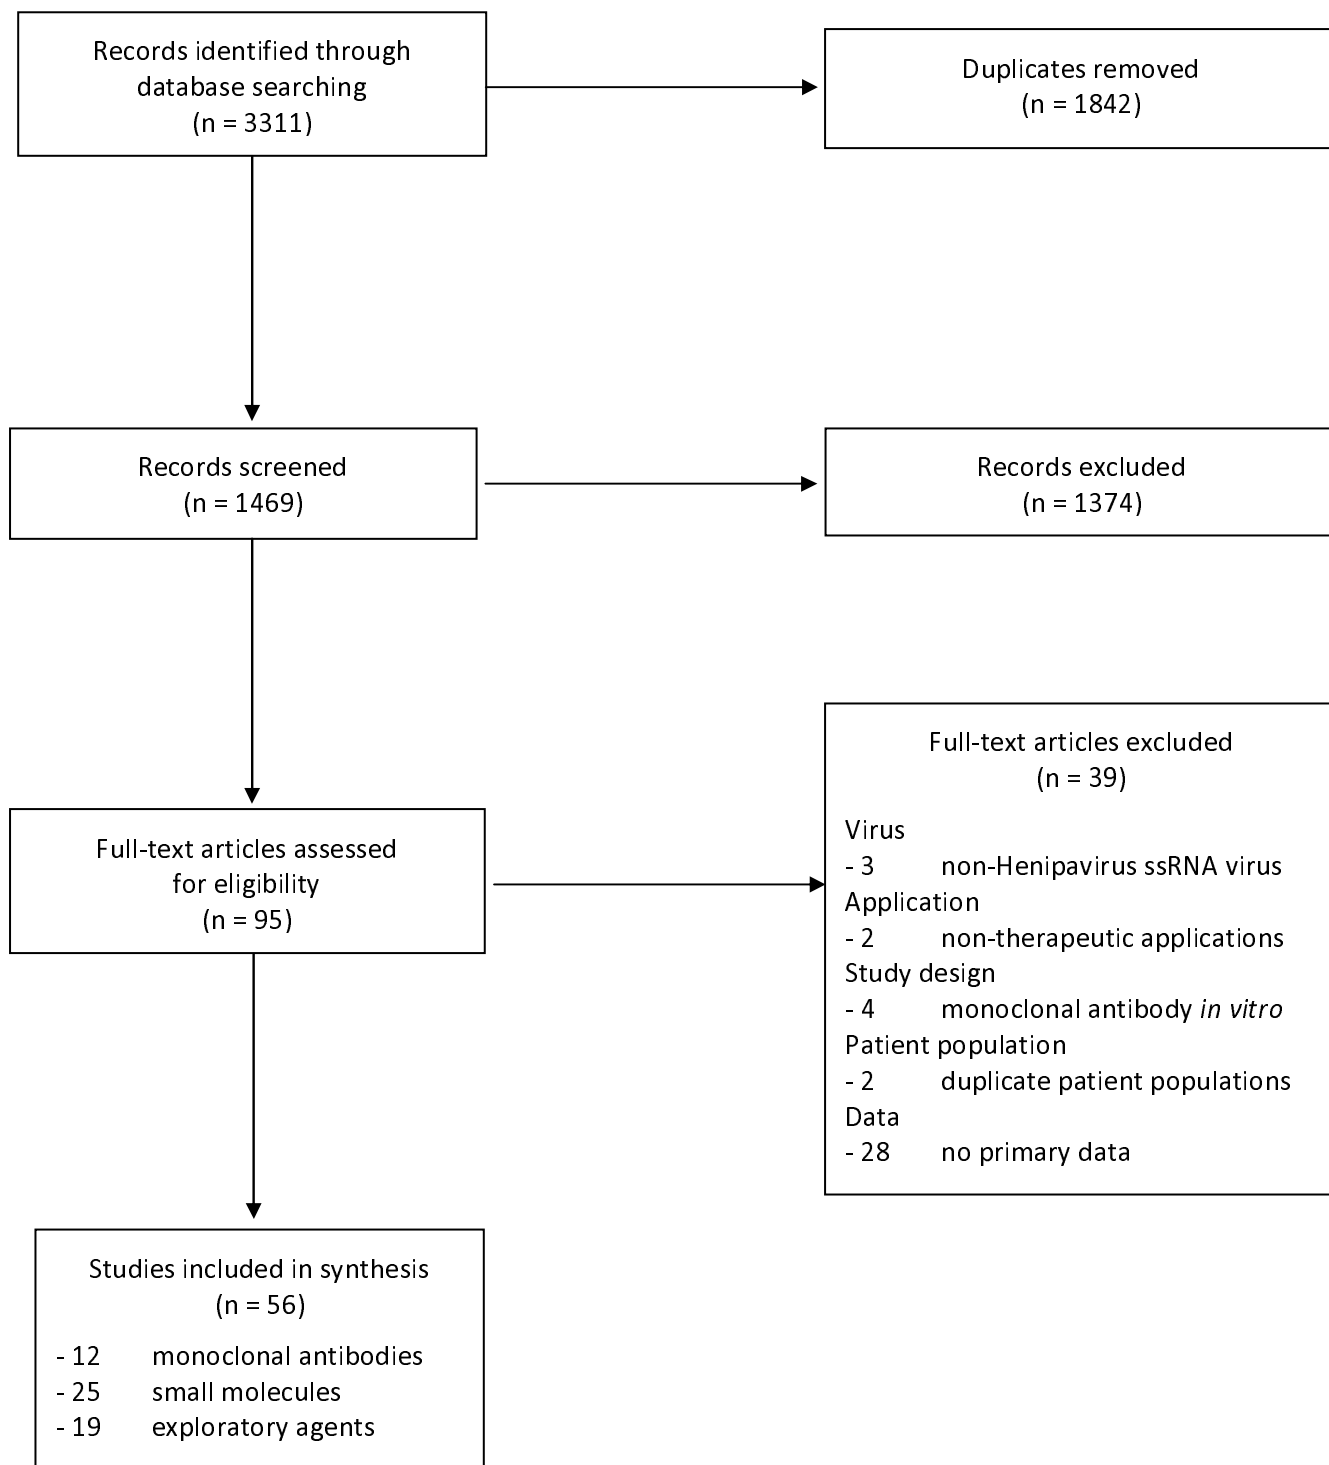 Records identified through
database searching
(n = 3311)
Duplicates removed
(n = 1842)
Records screened
(n = 1469)
Records excluded
(n = 1374)
Full-text articles assessed
for eligibility
(n = 95)
Full-text articles excluded
(n = 39)
Virus
- 3 non-Henipavirus ssRNA virus
Application
- 2 non-therapeutic applications
Study design
- 4 monoclonal antibody in vitro
Patient population
- 2 duplicate patient populations
Data
- 28 no primary data
Studies included in synthesis
(n = 56)
- 12 monoclonal antibodies
- 25 small molecules
- 19 exploratory agents